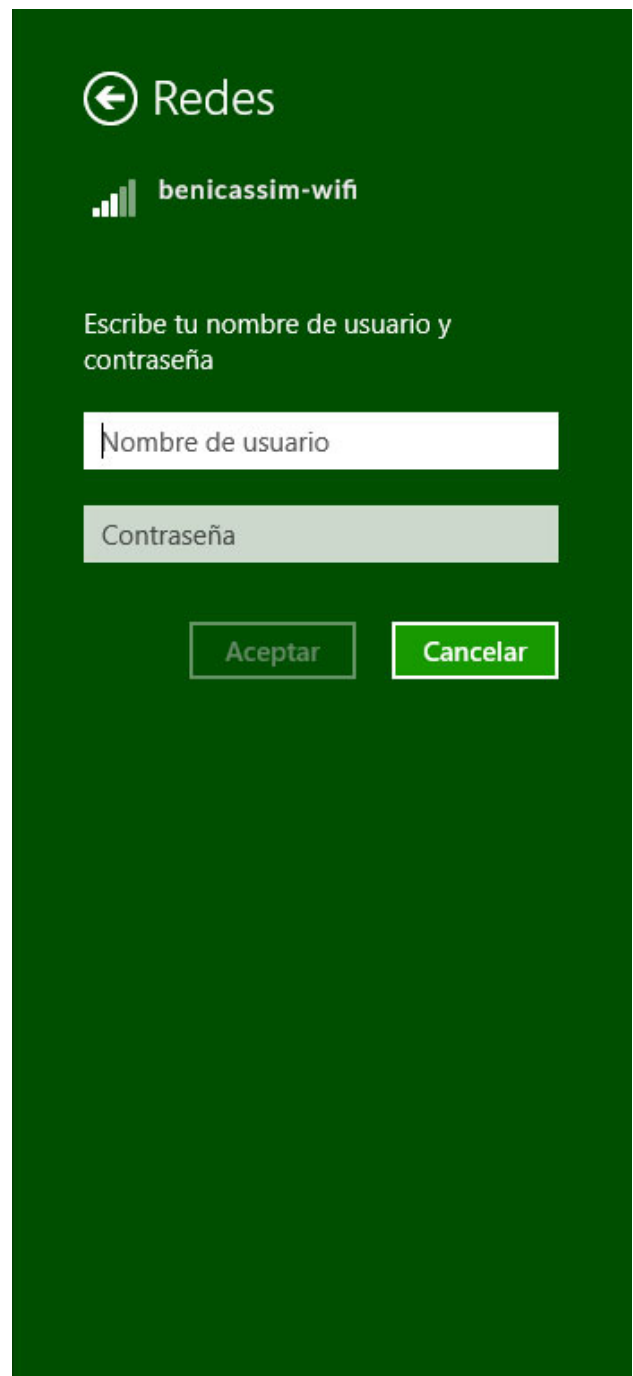 Redes
benicassim-wifi
Escribe tu nombre de usuario y
contraseña
Nombre de usuario
Contraseña
Aceptar Cancelar